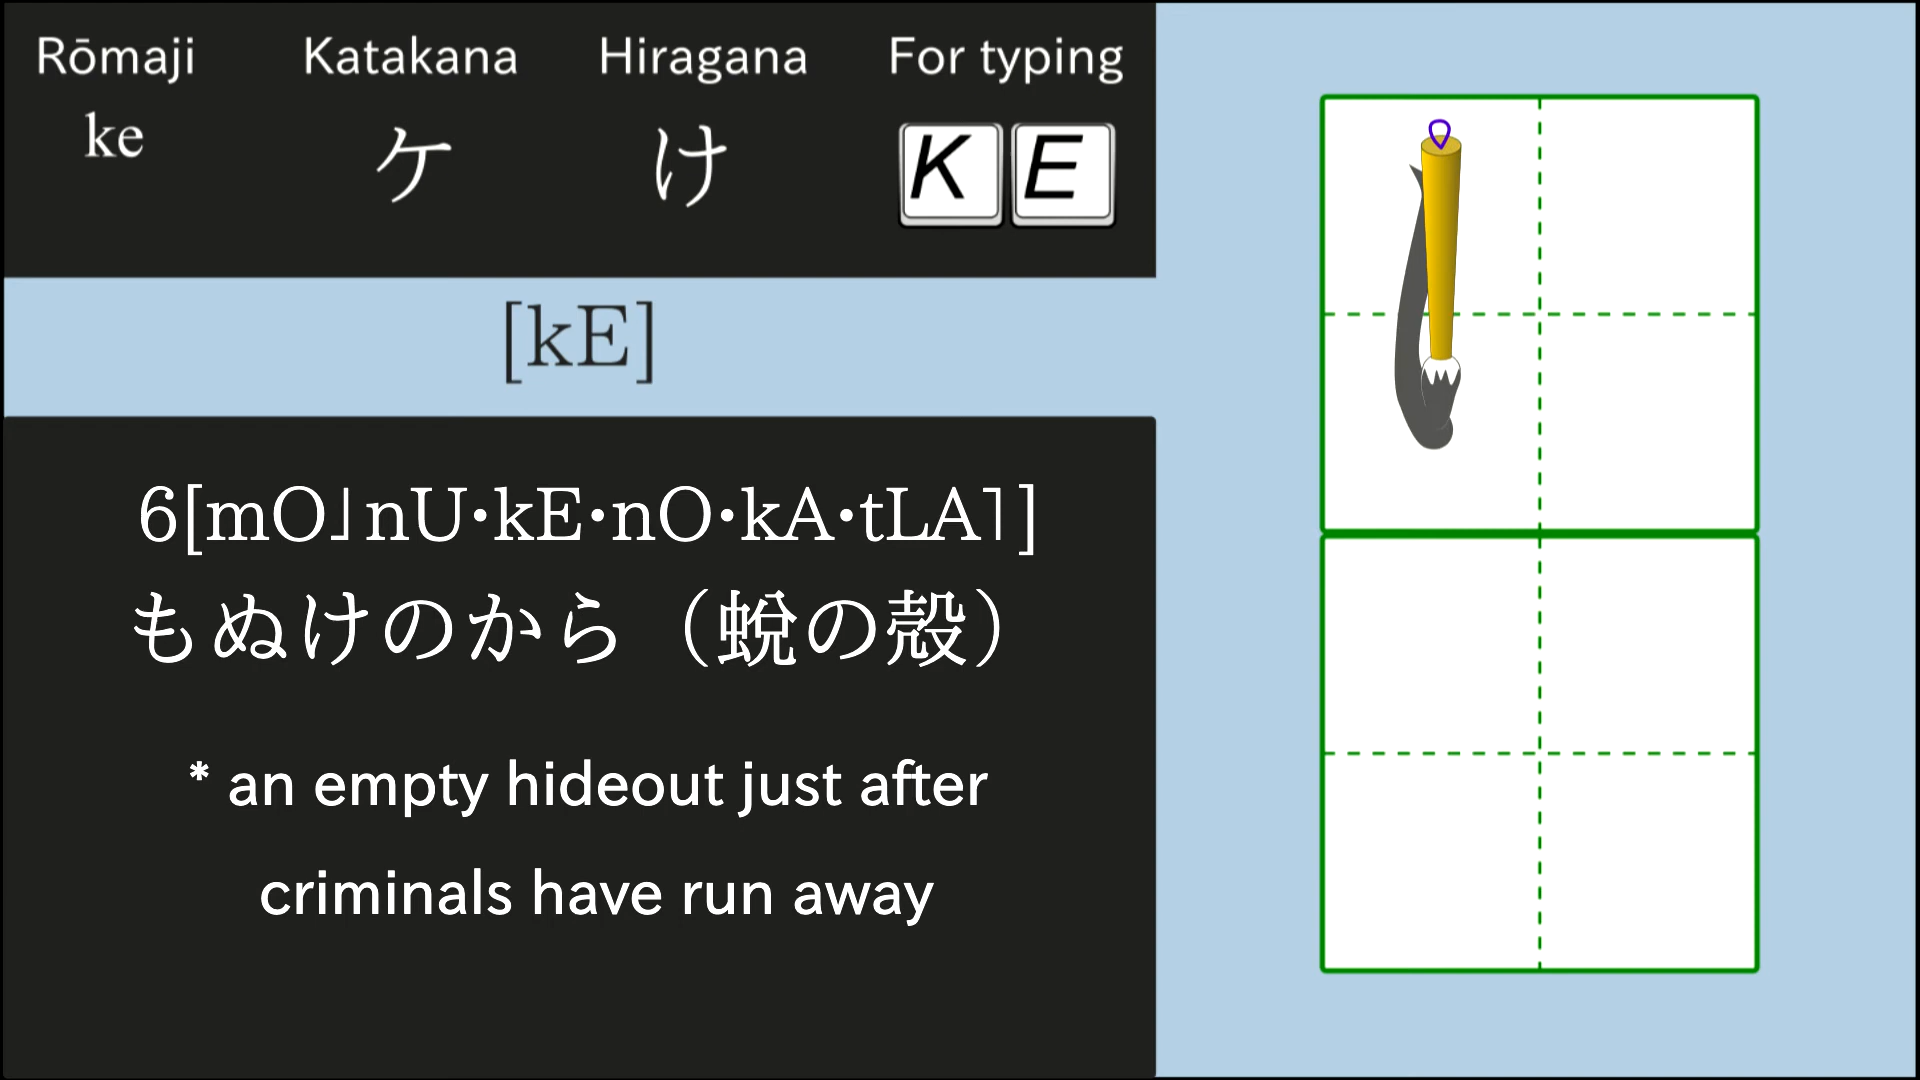 Rōmaji Katakana Hiragana For typing
ke ケ け K E
[kE]
6[mO˩nU·kE·nO·kA·tLA˥]
もぬけのから（蛻の殻）
* an empty hideout just after
criminals have run away